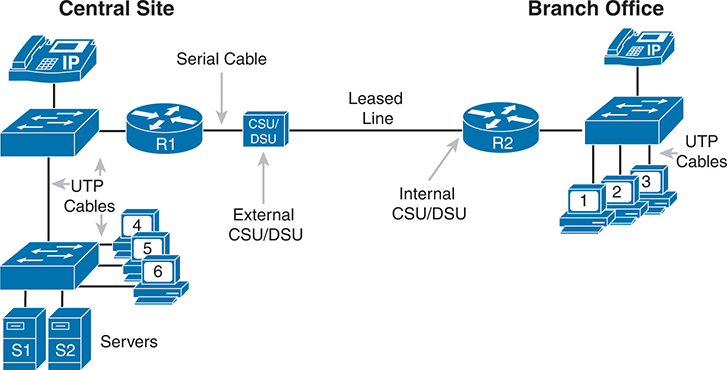 Central Site
Branch Office
IP
IP
Serial Cable
Leased
Line
R1
CSU/
DSU
R2
UTP
Cables
UTP
Cables
External
CSU/DSU
Internal
CSU/DSU
1
2
3
4
5
6
S1
S2
Servers